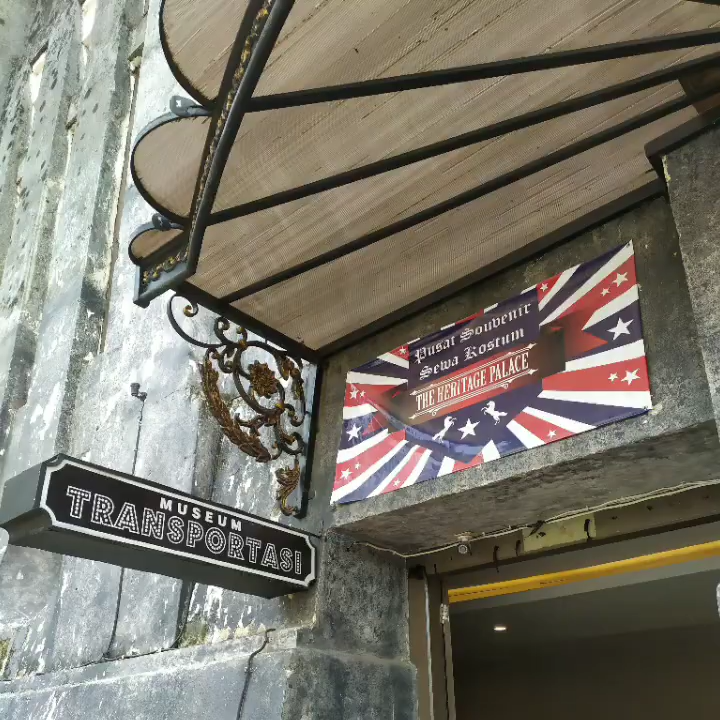 Pusat Souvenir
Sewa Kostum
THE HERITAGE PALACE
MUSEUM
TRANSPORTASI